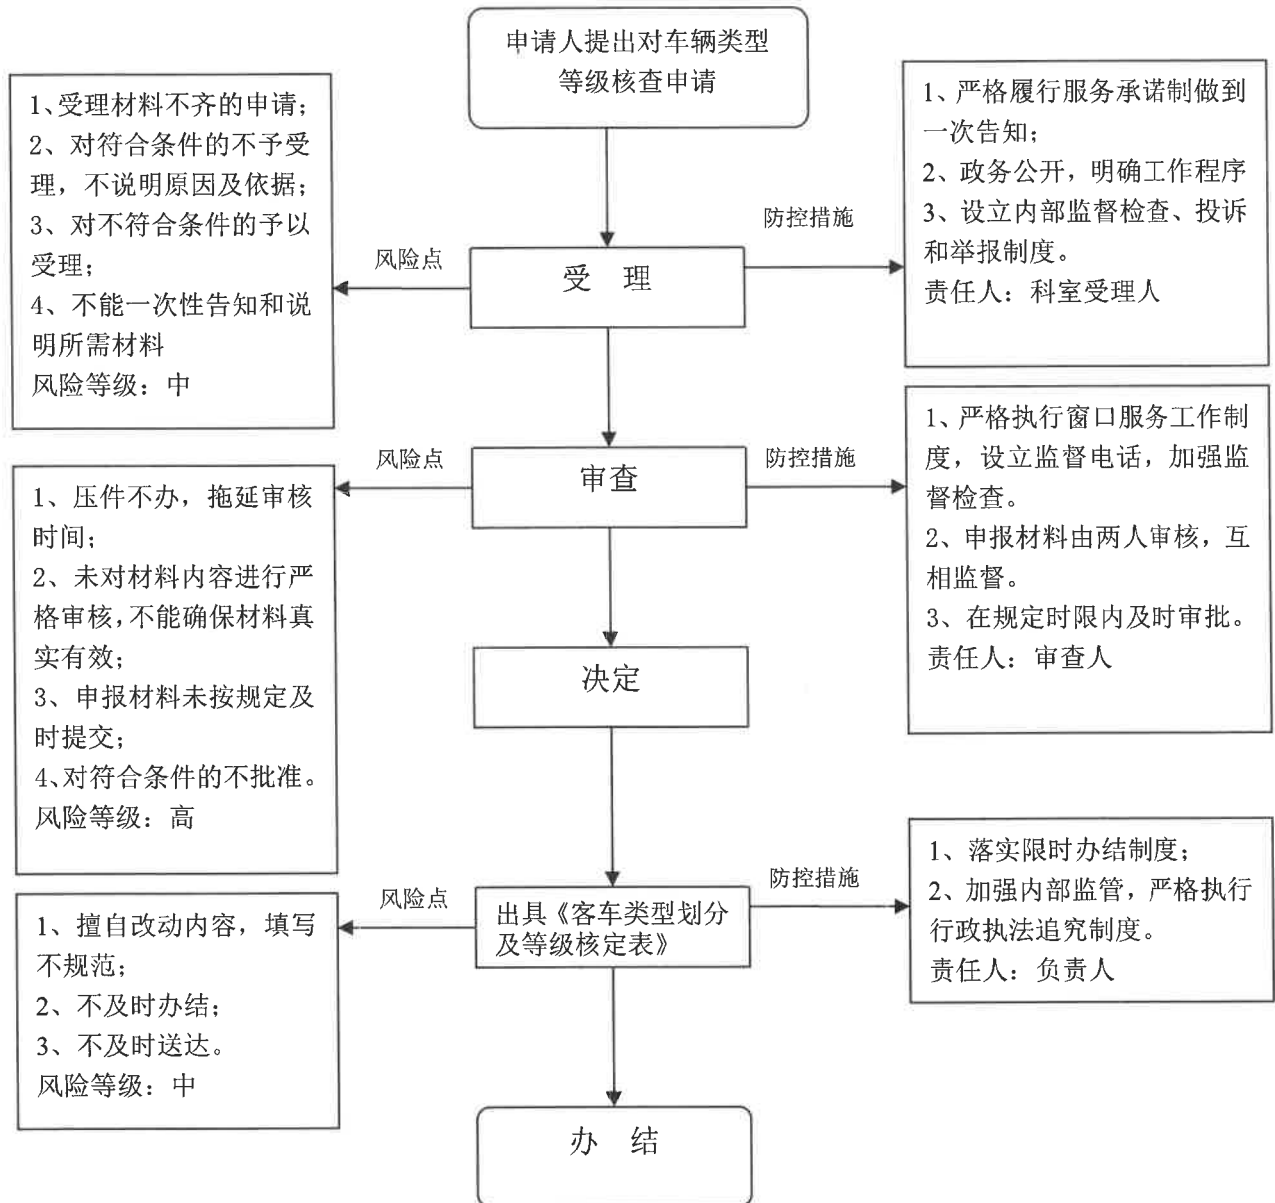 申请人提出对车辆类型
等级核查申请
1、受理材料不齐的申请；
2、对符合条件的不予受
理，不说明原因及依据；
3、对不符合条件的予以
受理；
4、不能一次性告知和说
明所需材料
风险等级：中
风险点
受 理
防控措施
1、严格履行服务承诺制做到
一次告知；
2、政务公开，明确工作程序
3、设立内部监督检查、投诉
和举报制度。
责任人：科室受理人
1、压件不办，拖延审核
时间；
2、未对材料内容进行严
格审核，不能确保材料真
实有效；
3、申报材料未按规定及
时提交；
4、对符合条件的不批准。
风险等级：高
风险点
审查
防控措施
1、严格执行窗口服务工作制
度，设立监督电话，加强监
督检查。
2、申报材料由两人审核，互
相监督。
3、在规定时限内及时审批。
责任人：审查人
决定
1、擅自改动内容，填写
不规范；
2、不及时办结；
3、不及时送达。
风险等级：中
风险点
出具《客车类型划分
及等级核定表》
防控措施
1、落实限时办结制度；
2、加强内部监管，严格执行
行政执法追究制度。
责任人：负责人
办 结